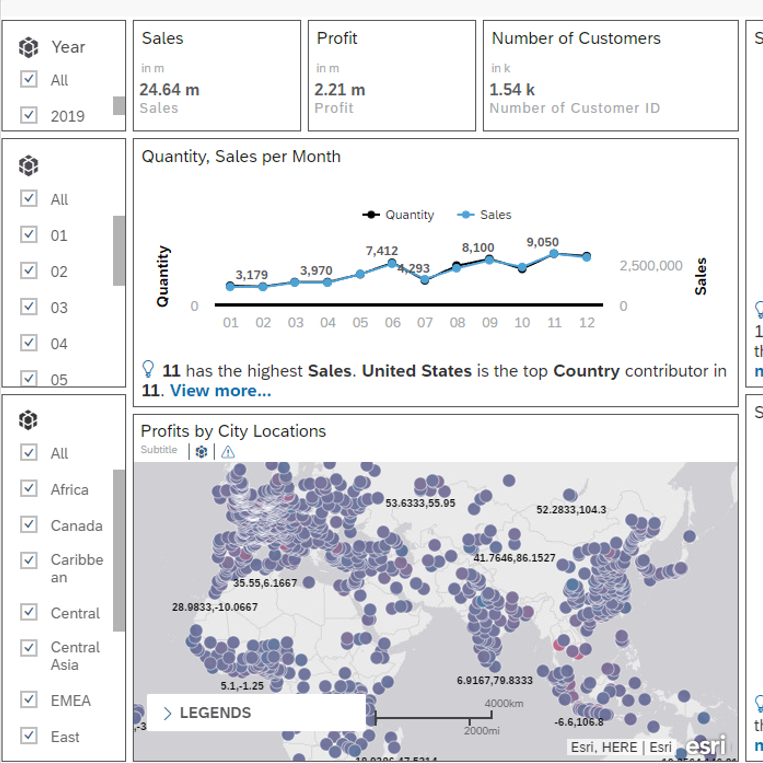 Year
All
2019
Sales
in m
24.64 m
Sales
Profit
in m
2.21 m
Profit
Number of Customers
in k
1.54 k
Number of Customer ID
S
All
01
02
03
04
05
Quantity, Sales per Month
Quantity
Sales
Quantity
0
3,179
3,970
7,412
4,293
8,100
9,050
2,500,000
0
Sales
01 02 03 04 05 06 07 08 09 10 11 12
11 has the highest Sales. United States is the top Country contributor in
11. View more...
1
th
n
All
Africa
Canada
Caribbe
an
Central
Central
Asia
EMEA
East
Profits by City Locations
Subtitle
53.6333,55.95
52.2833,104.3
41.7646,86.1527
35.55,6.1667
28.9833,-10.0667
5.1,-1.25
6.9167,79.8333
-6.6,106.8
,-3
LEGENDS
4000km
2000mi
Esri, HERE | Esri
esri
S
th
n